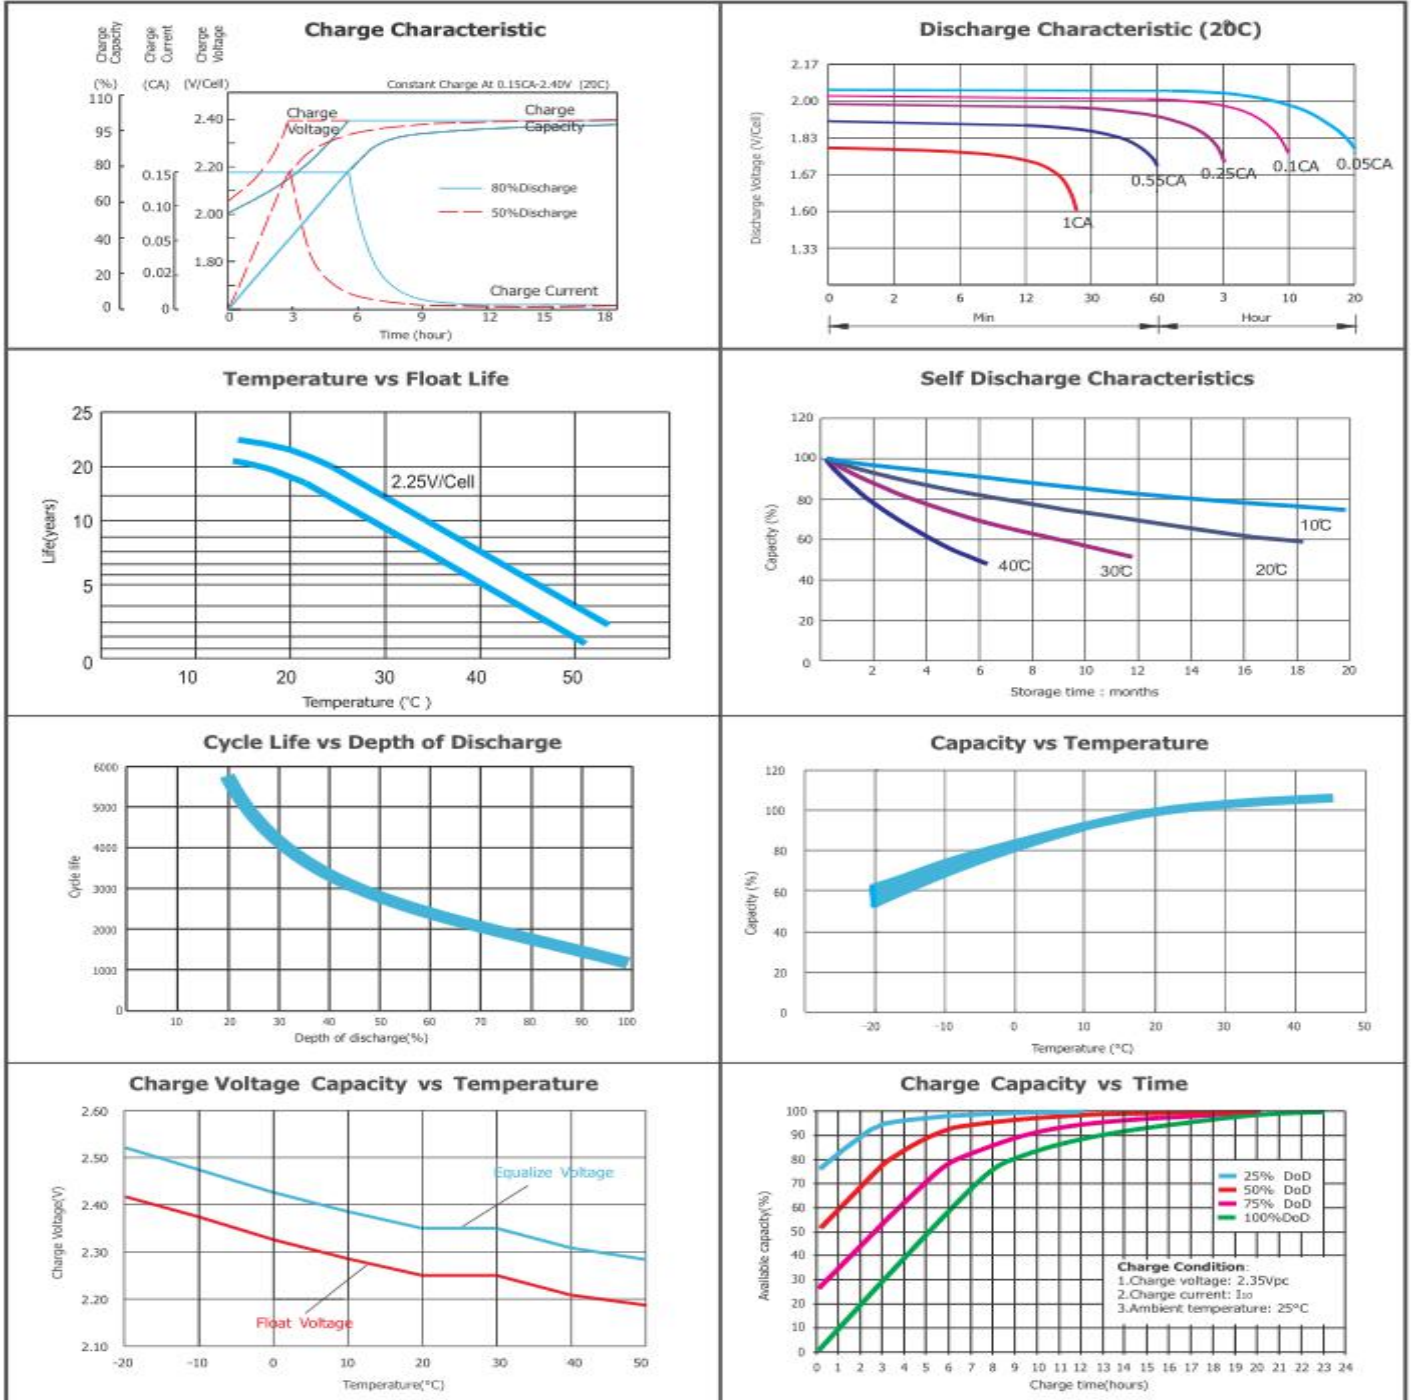 Charge Characteristic
Charge Capacity
Charge Current
Charge Voltage
(%)
(CA)
(V/Cell)
Constant Charge At 0.15CA-2.40V (20C)
110
95
80
60
40
20
0
0.15
0.10
0.05
0.02
0
2.40
2.20
2.00
1.80
Charge
Voltage
Charge
Capacity
80%Discharge
50%Discharge
Charge Current
0 3 6 9 12 15 18
Time (hour)
Discharge Characteristic (20°C)
Discharge Voltage (V/Cell)
2.17
2.00
1.83
1.67
1.60
1.33
1CA
0.55CA
0.25CA
0.1CA
0.05CA
0 2 6 12 30 60 3 10 20
Min
Hour
Temperature vs Float Life
Life(years)
25
20
10
5
0
2.25V/Cell
10 20 30 40 50
Temperature (°C )
Self Discharge Characteristics
Capacity (%)
120
100
80
60
40
20
0
10℃
20℃
30℃
40℃
2 4 6 8 10 12 14 16 18 20
Storage time : months
Cycle Life vs Depth of Discharge
Cycle life
6000
5000
4000
3000
2000
1000
0
10 20 30 40 50 60 70 80 90 100
Depth of discharge(%)
Capacity vs Temperature
Capacity (%)
120
100
80
60
40
20
0
-20 -10 0 10 20 30 40 50
Temperature (°C)
Charge Voltage Capacity vs Temperature
Charge Voltage(V)
2.60
2.50
2.40
2.30
2.20
2.10
Equalize Voltage
Float Voltage
-20 -10 0 10 20 30 40 50
Temperature(°C)
Charge Capacity vs Time
Available capacity(%)
100
90
80
70
60
50
40
30
20
10
0
25% DoD
50% DoD
75% DoD
100%DoD
Charge Condition:
1.Charge voltage: 2.35Vpc
2.Charge current: I₁₀
3.Ambient temperature: 25°C
0 1 2 3 4 5 6 7 8 9 10 11 12 13 14 15 16 17 18 19 20 21 22 23 24
Charge time(hours)